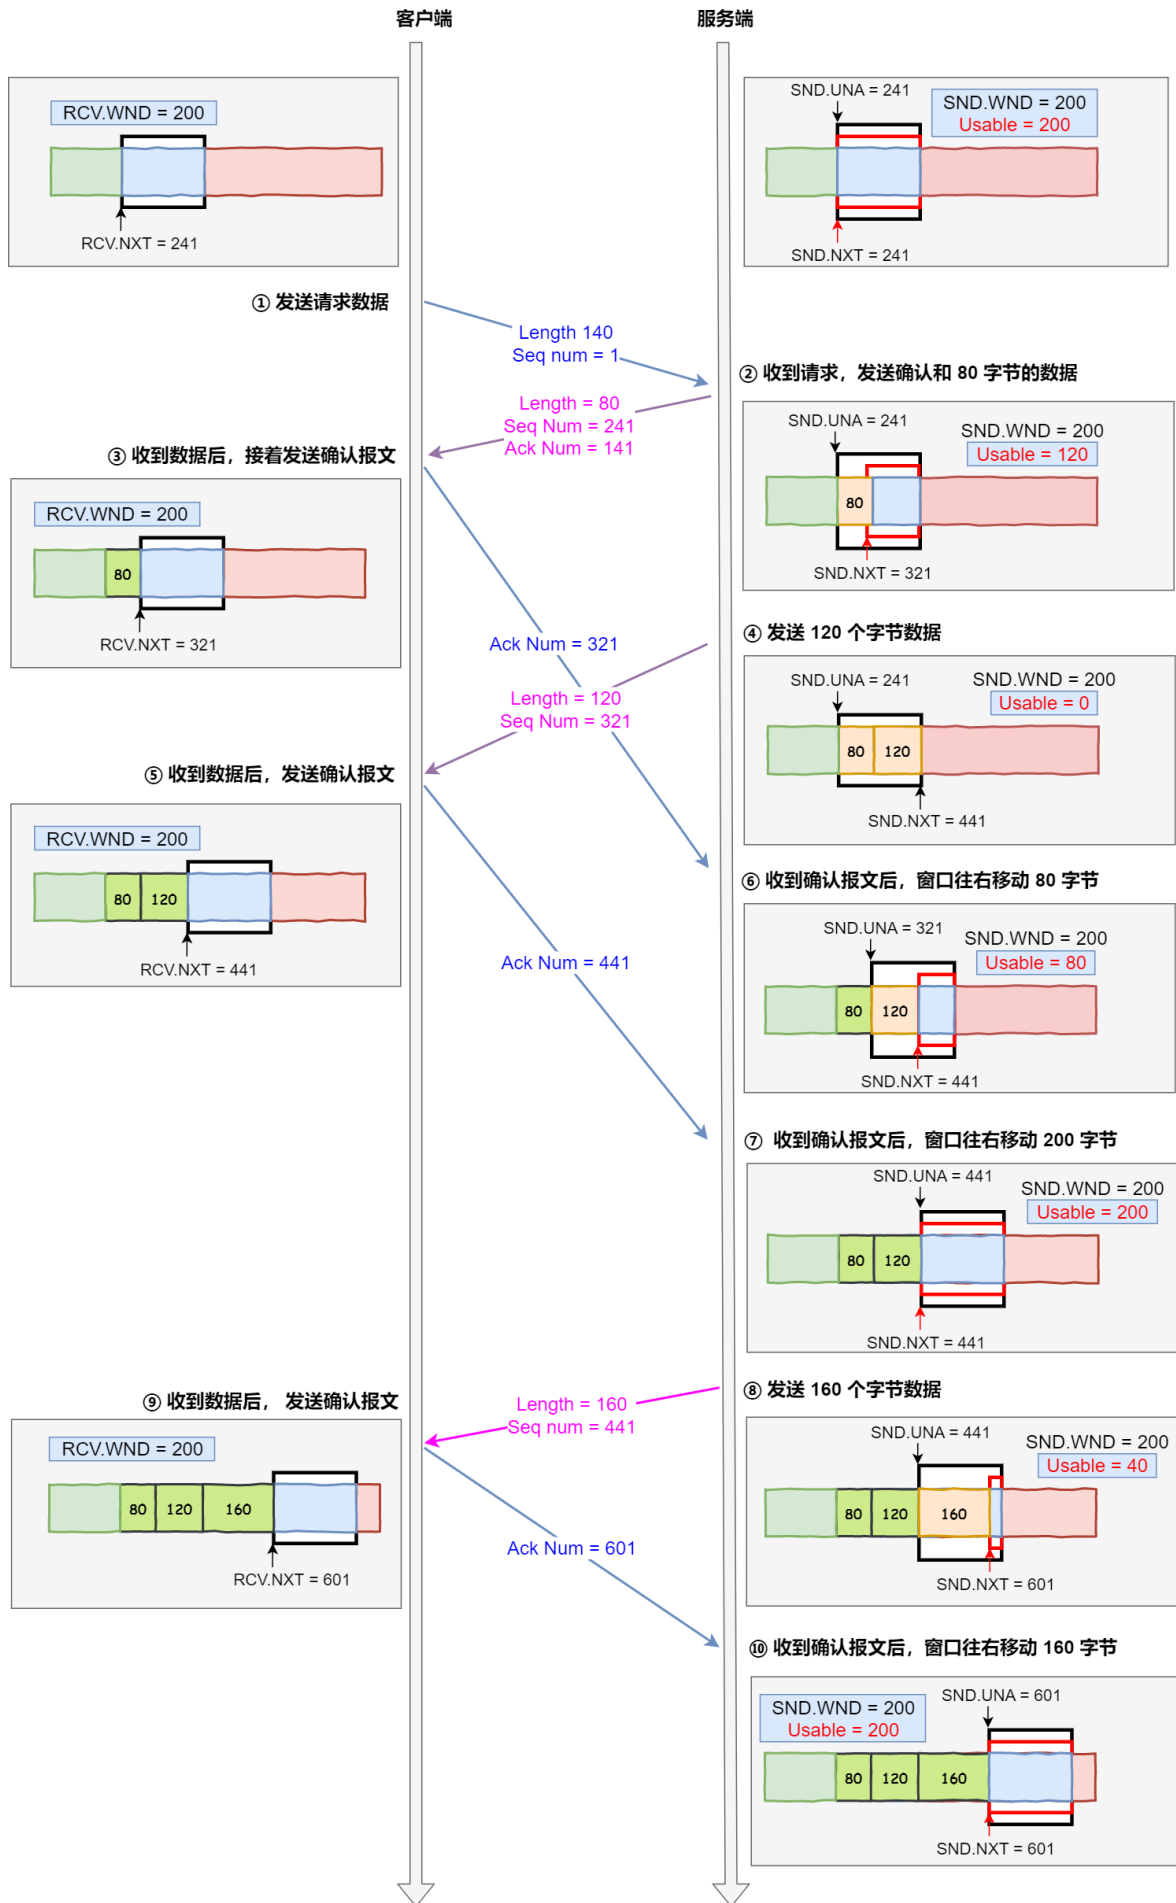 客户端
服务端
RCV.WND = 200
RCV.NXT = 241
SND.UNA = 241
SND.WND = 200
Usable = 200
SND.NXT = 241
① 发送请求数据
Length 140
Seq num = 1
② 收到请求，发送确认和 80 字节的数据
Length = 80
Seq Num = 241
Ack Num = 141
SND.UNA = 241
SND.WND = 200
Usable = 120
80
SND.NXT = 321
③ 收到数据后，接着发送确认报文
RCV.WND = 200
80
RCV.NXT = 321
Ack Num = 321
④ 发送 120 个字节数据
SND.UNA = 241
SND.WND = 200
Usable = 0
80
120
SND.NXT = 441
Length = 120
Seq Num = 321
⑤ 收到数据后，发送确认报文
RCV.WND = 200
80
120
RCV.NXT = 441
Ack Num = 441
⑥ 收到确认报文后，窗口往右移动 80 字节
SND.UNA = 321
SND.WND = 200
Usable = 80
80
120
SND.NXT = 441
⑦ 收到确认报文后，窗口往右移动 200 字节
SND.UNA = 441
SND.WND = 200
Usable = 200
80
120
SND.NXT = 441
⑧ 发送 160 个字节数据
Length = 160
Seq num = 441
SND.UNA = 441
SND.WND = 200
Usable = 40
80
120
160
SND.NXT = 601
⑨ 收到数据后， 发送确认报文
RCV.WND = 200
80
120
160
RCV.NXT = 601
Ack Num = 601
⑩ 收到确认报文后，窗口往右移动 160 字节
SND.WND = 200
Usable = 200
SND.UNA = 601
80
120
160
SND.NXT = 601